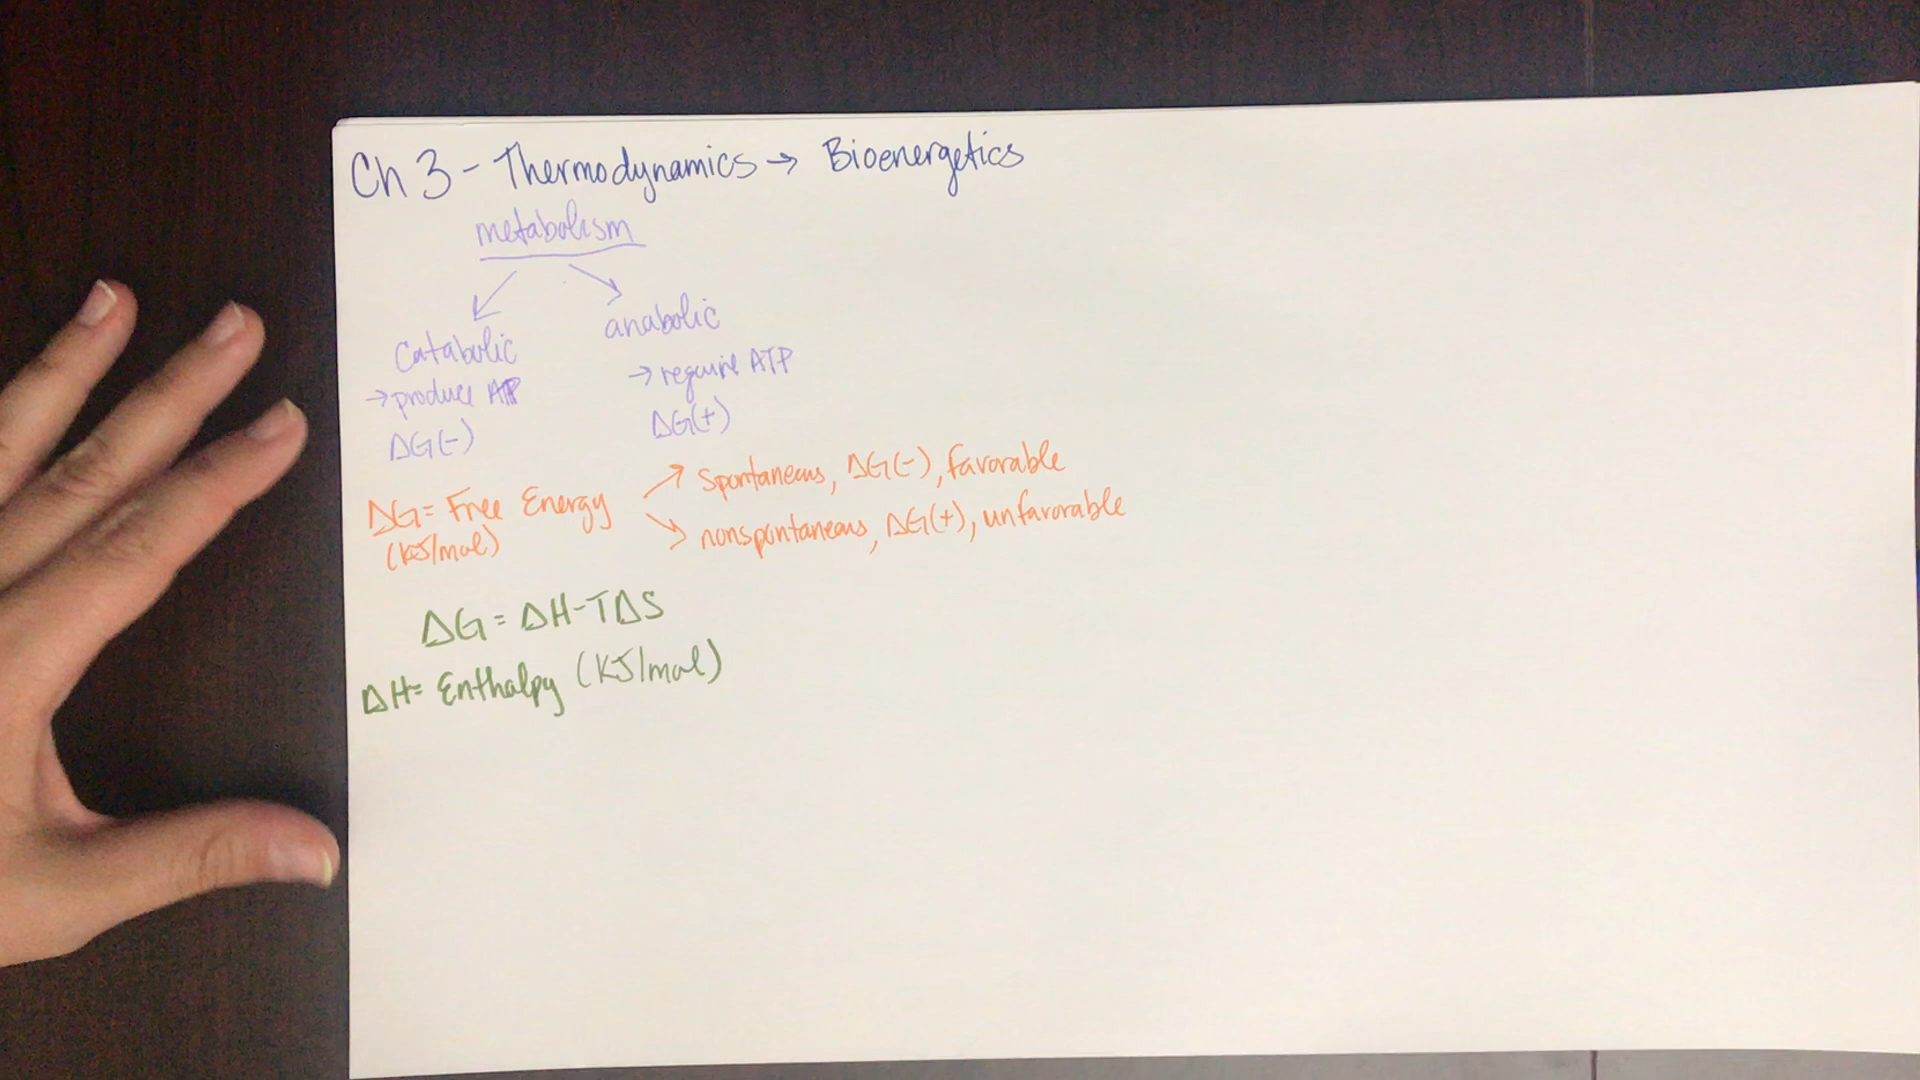 Ch 3 - Thermodynamics → Bioenergetics
metabolism
Catabolic
→ produce ATP
ΔG(-)
anabolic
→ require ATP
ΔG(+)
ΔG = Free Energy
(KJ/mol)
↗ Spontaneous, ΔG(-), favorable
↘ nonspontaneous, ΔG(+), unfavorable
ΔG = ΔH-TΔS
ΔH = Enthalpy (KJ/mol)